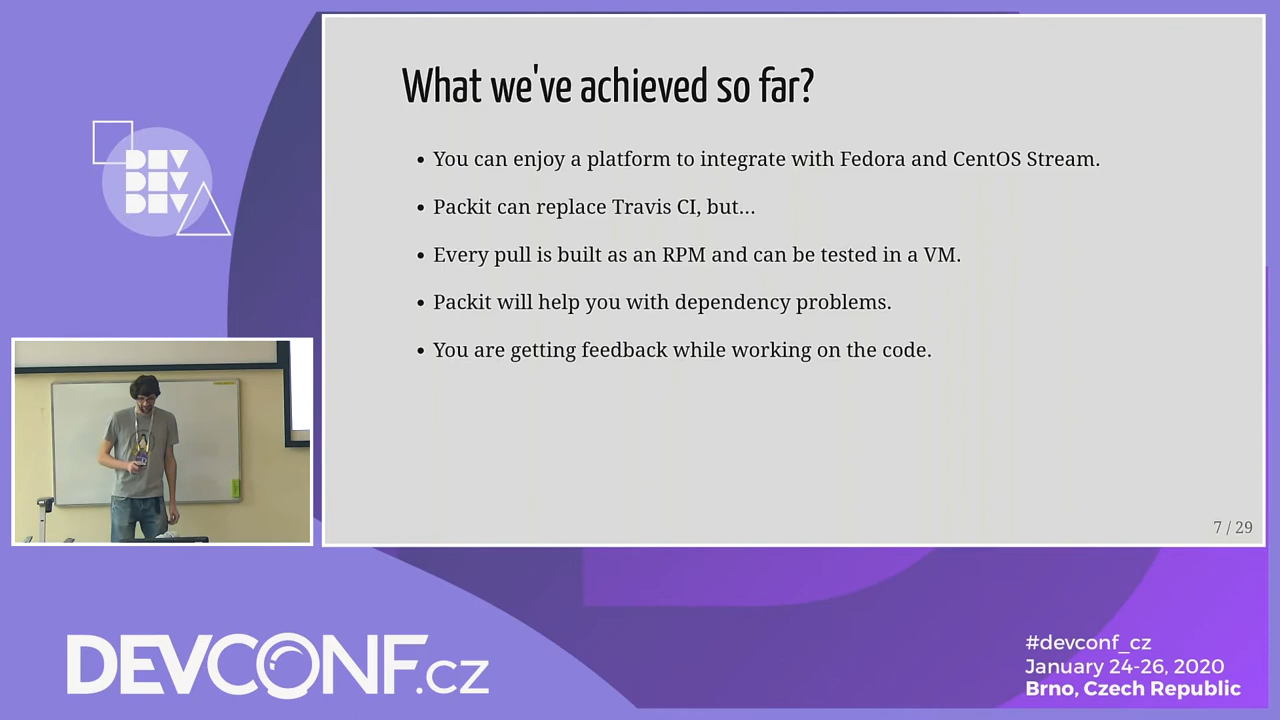 DEV
DEV
DEV
What we've achieved so far?
• You can enjoy a platform to integrate with Fedora and CentOS Stream.
• Packit can replace Travis CI, but...
• Every pull is built as an RPM and can be tested in a VM.
• Packit will help you with dependency problems.
• You are getting feedback while working on the code.
7 / 29
DEVCONF.cz
#devconf_cz
January 24-26, 2020
Brno, Czech Republic